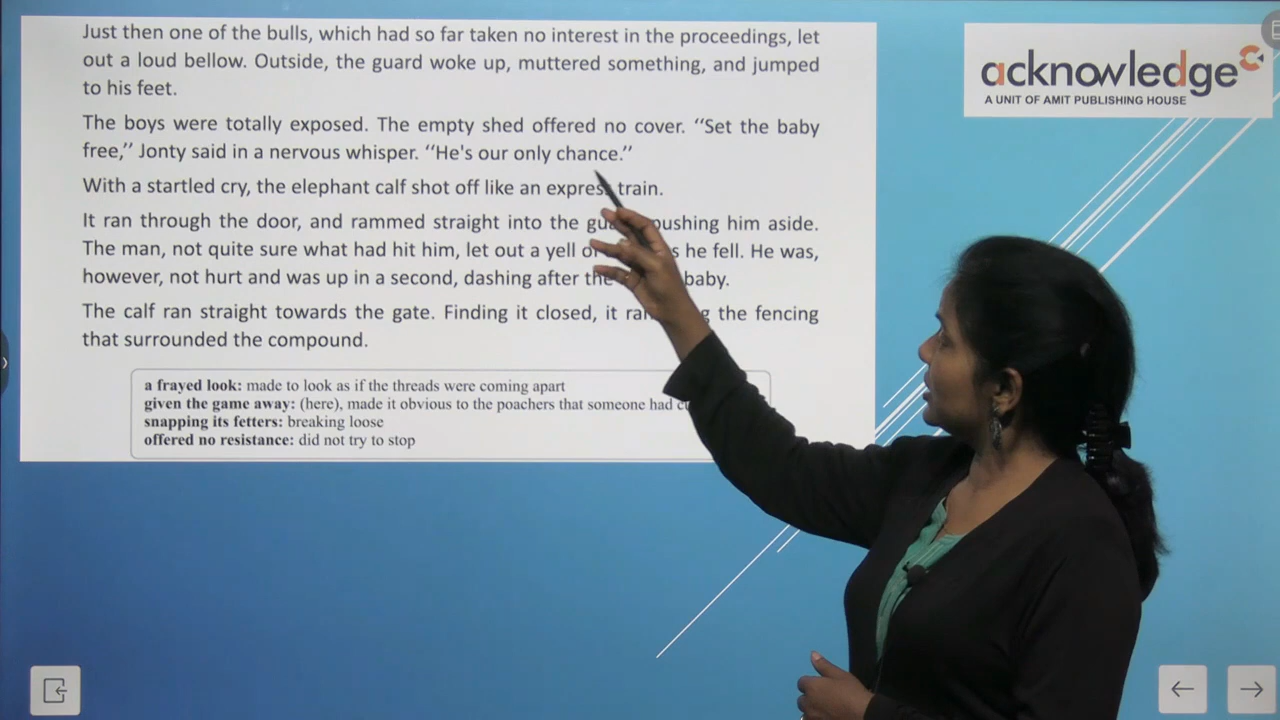 Just then one of the bulls, which had so far taken no interest in the proceedings, let
out a loud bellow. Outside, the guard woke up, muttered something, and jumped
to his feet.
The boys were totally exposed. The empty shed offered no cover. “Set the baby
free,” Jonty said in a nervous whisper. “He's our only chance.”
With a startled cry, the elephant calf shot off like an express train.
It ran through the door, and rammed straight into the pushing him aside.
The man, not quite sure what had hit him, let out a yell he fell. He was,
however, not hurt and was up in a second, dashing after the baby.
The calf ran straight towards the gate. Finding it closed, it the fencing
that surrounded the compound.
a frayed look: made to look as if the threads were coming apart
given the game away: (here), made it obvious to the poachers that someone had
snapping its fetters: breaking loose
offered no resistance: did not try to stop
acknowledge
A UNIT OF AMIT PUBLISHING HOUSE